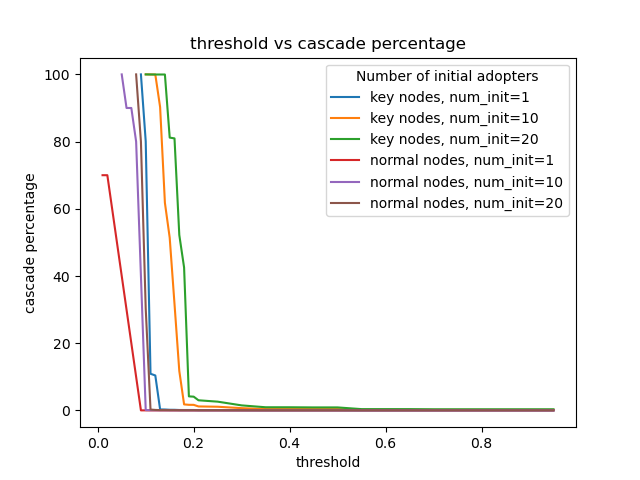 threshold vs cascade percentage
100
80
60
40
20
0
cascade percentage
Number of initial adopters
key nodes, num_init=1
key nodes, num_init=10
key nodes, num_init=20
normal nodes, num_init=1
normal nodes, num_init=10
normal nodes, num_init=20
0.0 0.2 0.4 0.6 0.8
threshold